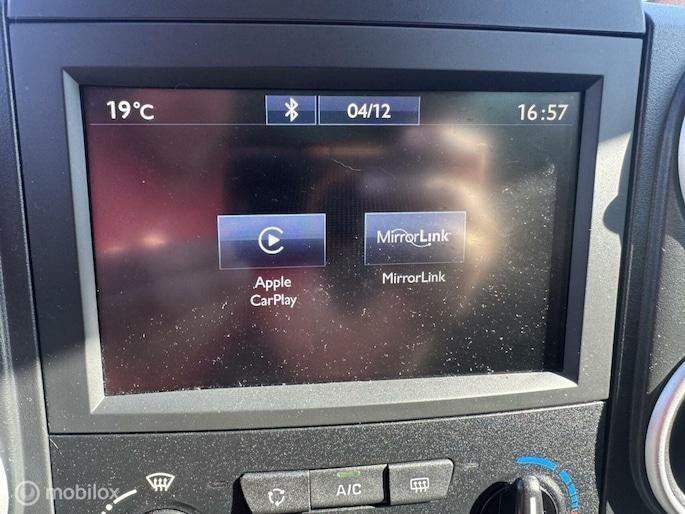 19°C 04/12 16:57
MirrorLink
Apple
CarPlay
MirrorLink
A/C
mobilox